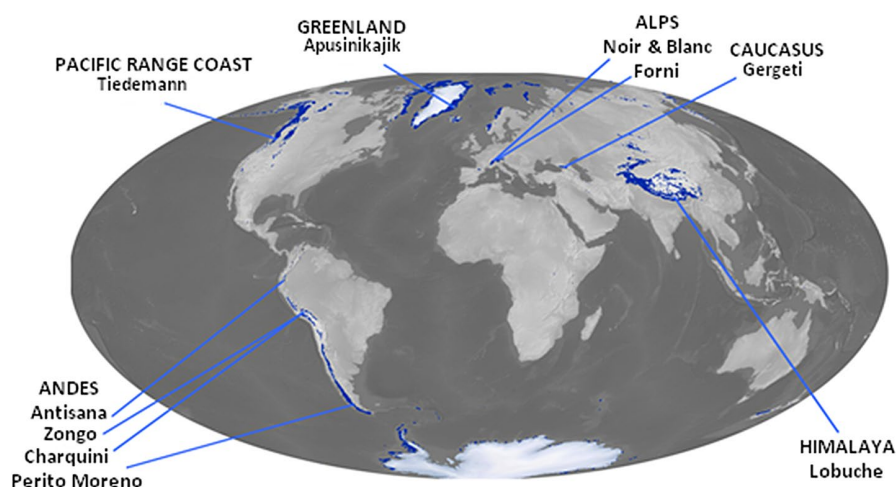 GREENLAND
Apusinikajik
ALPS
Noir & Blanc
Forni
CAUCASUS
Gergeti
PACIFIC RANGE COAST
Tiedemann
ANDES
Antisana
Zongo
Charquini
Perito Moreno
HIMALAYA
Lobuche